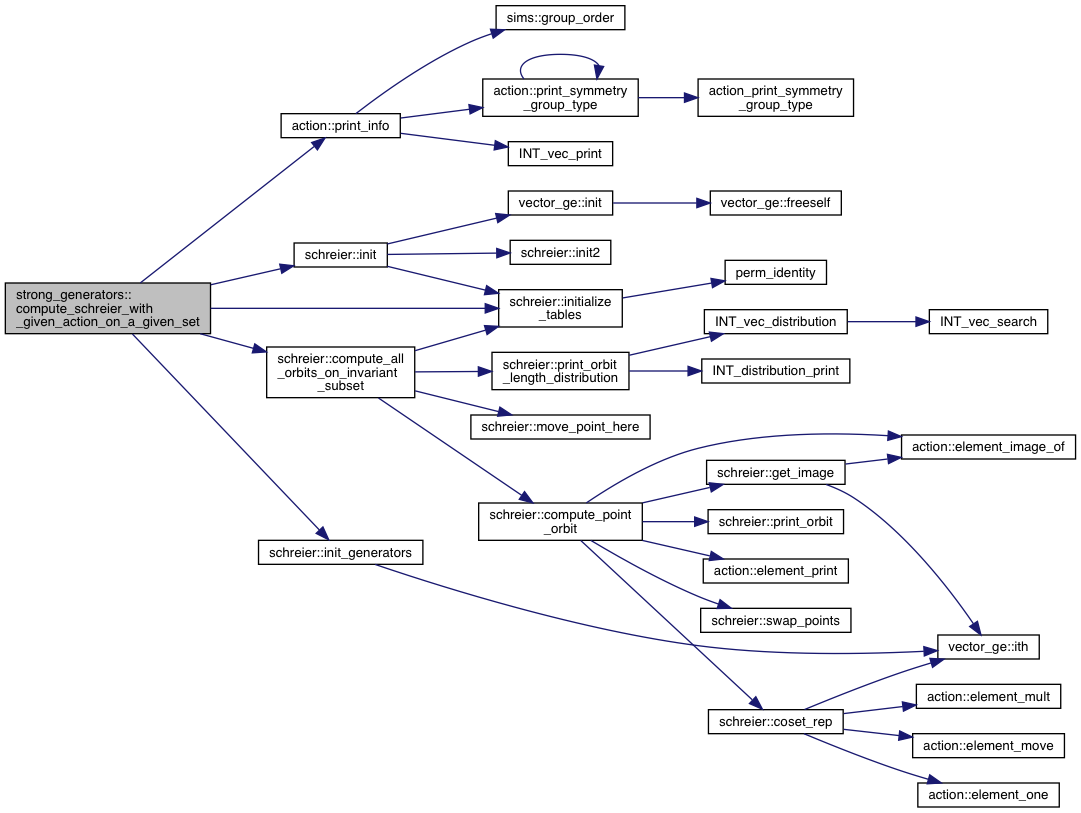 sims::group_order
action::print_symmetry
_group_type
action_print_symmetry
_group_type
action::print_info
INT_vec_print
vector_ge::init
vector_ge::freeself
schreier::init
schreier::init2
perm_identity
strong_generators::
compute_schreier_with
_given_action_on_a_given_set
schreier::initialize
_tables
INT_vec_distribution
INT_vec_search
schreier::compute_all
_orbits_on_invariant
_subset
schreier::print_orbit
_length_distribution
INT_distribution_print
schreier::move_point_here
action::element_image_of
schreier::get_image
schreier::compute_point
_orbit
schreier::print_orbit
schreier::init_generators
action::element_print
schreier::swap_points
vector_ge::ith
action::element_mult
schreier::coset_rep
action::element_move
action::element_one